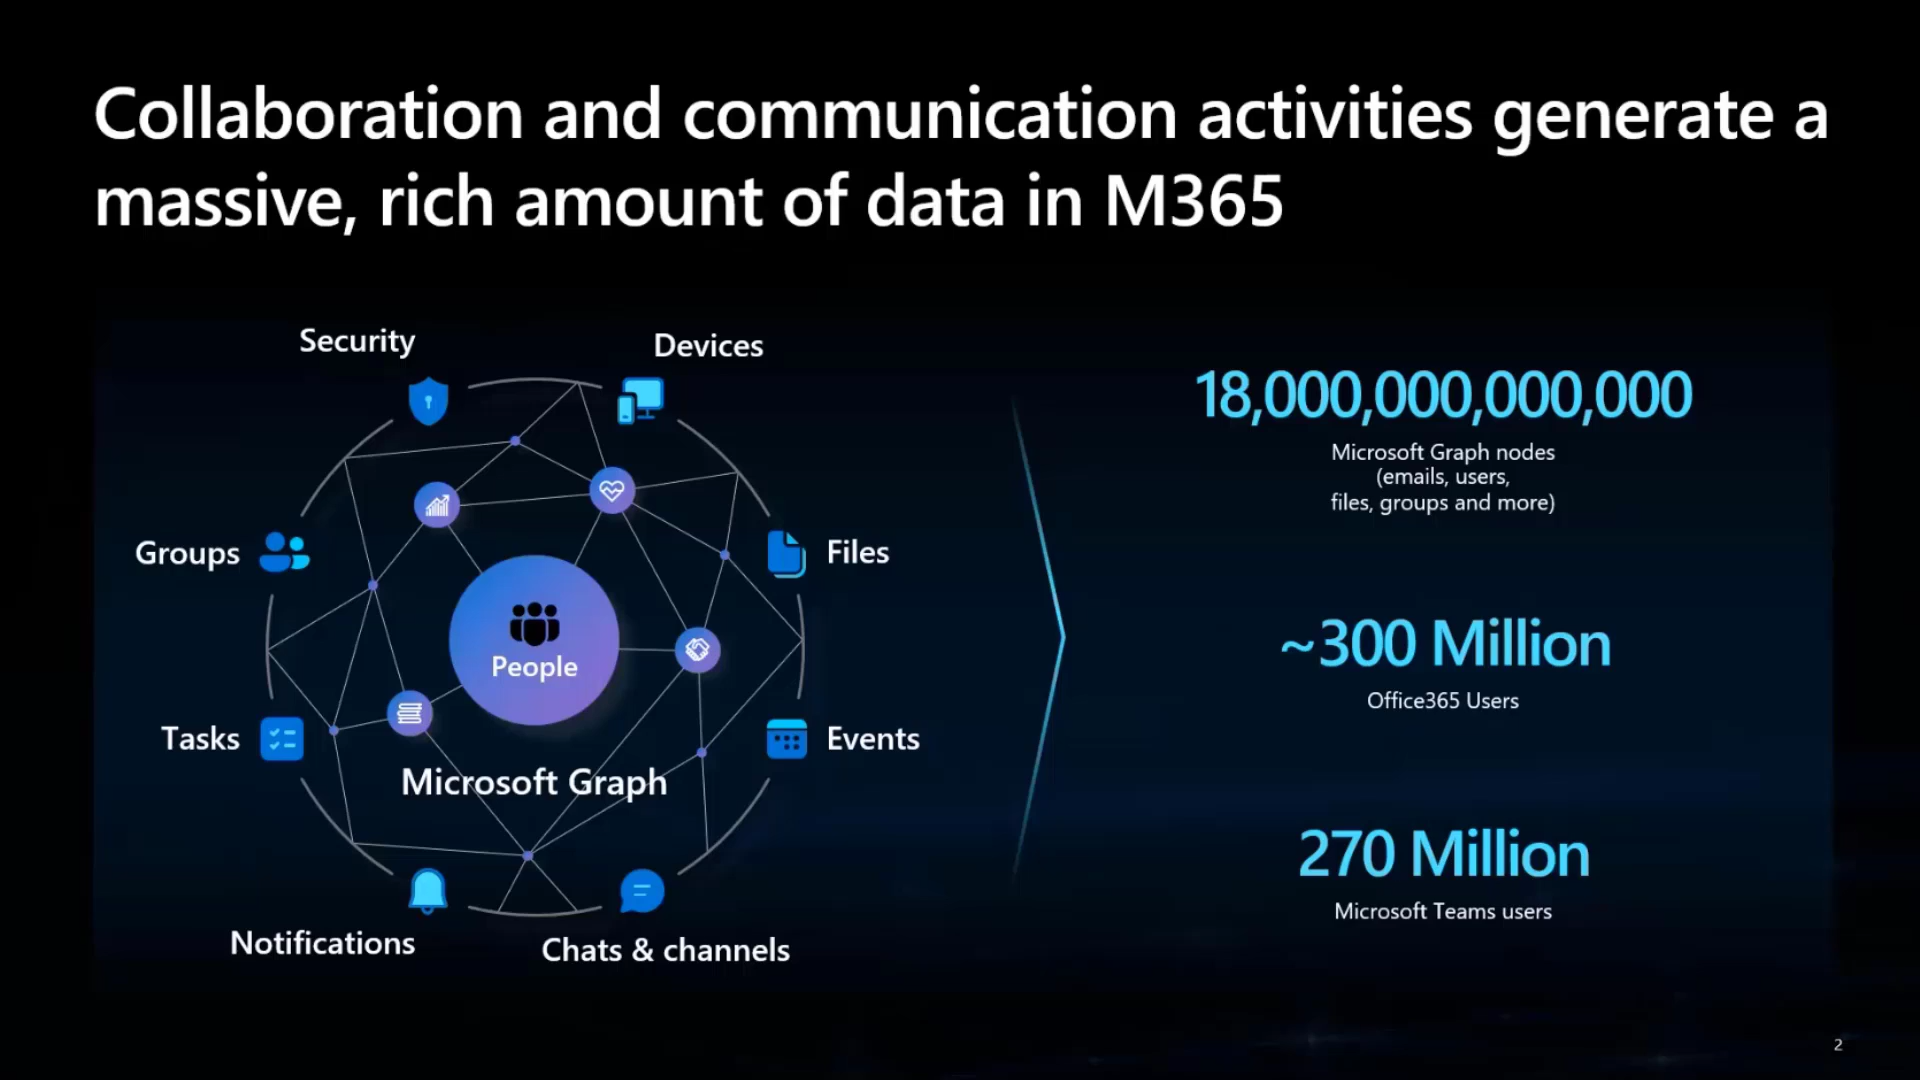 Collaboration and communication activities generate a
massive, rich amount of data in M365
Security
Devices
Groups
Files
People
Tasks
Events
Microsoft Graph
Notifications
Chats & channels
18,000,000,000,000
Microsoft Graph nodes
(emails, users,
files, groups and more)
~300 Million
Office365 Users
270 Million
Microsoft Teams users
2